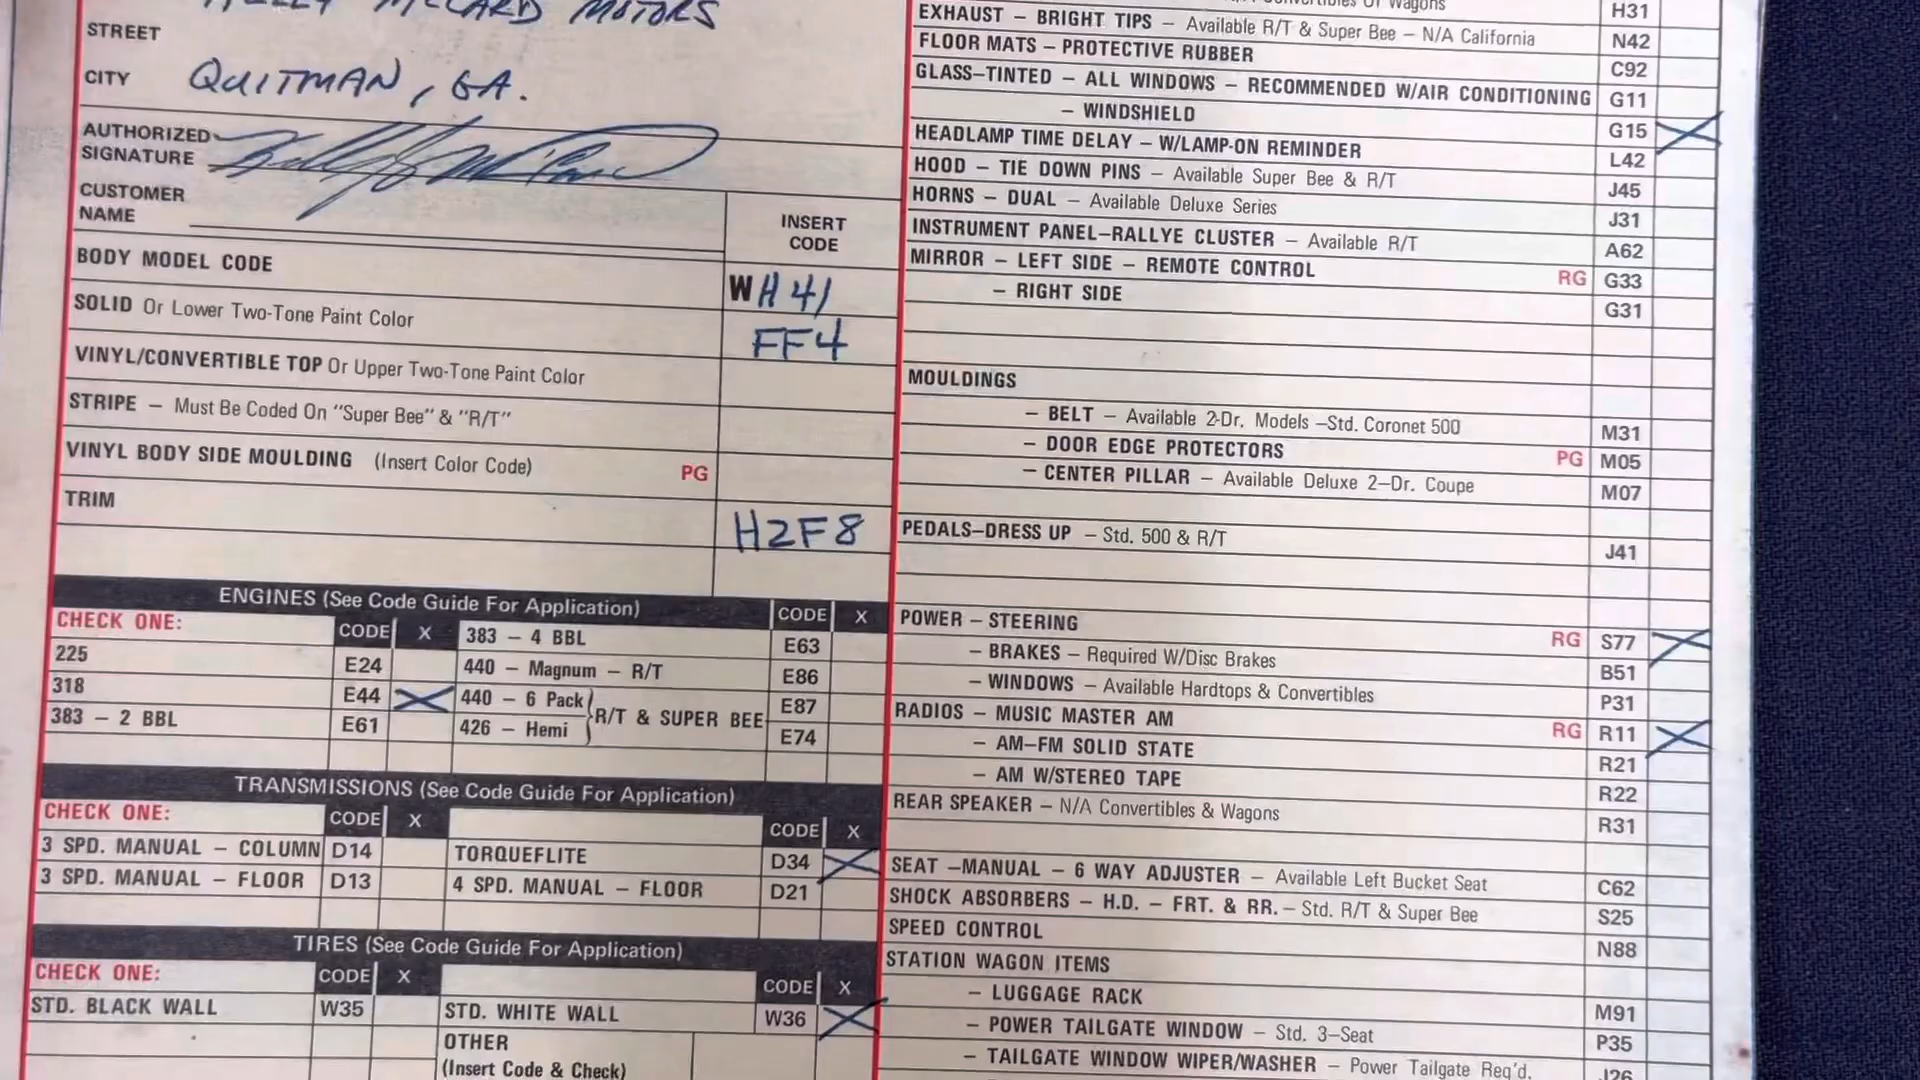 KELLY McCARD MOTORS
STREET
CITY QUITMAN, GA.
AUTHORIZED
SIGNATURE
CUSTOMER
NAME
INSERT
CODE
BODY MODEL CODE W H41
SOLID Or Lower Two-Tone Paint Color FF4
VINYL/CONVERTIBLE TOP Or Upper Two-Tone Paint Color
STRIPE – Must Be Coded On "Super Bee" & "R/T"
VINYL BODY SIDE MOULDING (Insert Color Code) PG
TRIM H2F8
ENGINES (See Code Guide For Application) CODE X
CHECK ONE: CODE X 383 – 4 BBL E63
225 E24 440 – Magnum – R/T E86
318 E44 X 440 – 6 Pack R/T & SUPER BEE E87
383 – 2 BBL E61 426 – Hemi E74
TRANSMISSIONS (See Code Guide For Application)
CHECK ONE: CODE X CODE X
3 SPD. MANUAL – COLUMN D14 TORQUEFLITE D34 X
3 SPD. MANUAL – FLOOR D13 4 SPD. MANUAL – FLOOR D21
TIRES (See Code Guide For Application)
CHECK ONE: CODE X CODE X
STD. BLACK WALL W35 STD. WHITE WALL W36 X
OTHER
(Insert Code & Check)
Convertibles Or Wagons H31
EXHAUST – BRIGHT TIPS – Available R/T & Super Bee – N/A California N42
FLOOR MATS – PROTECTIVE RUBBER C92
GLASS–TINTED – ALL WINDOWS – RECOMMENDED W/AIR CONDITIONING G11
– WINDSHIELD G15 X
HEADLAMP TIME DELAY – W/LAMP-ON REMINDER L42
HOOD – TIE DOWN PINS – Available Super Bee & R/T J45
HORNS – DUAL – Available Deluxe Series J31
INSTRUMENT PANEL–RALLYE CLUSTER – Available R/T A62
MIRROR – LEFT SIDE – REMOTE CONTROL RG G33
– RIGHT SIDE G31
MOULDINGS
– BELT – Available 2-Dr. Models –Std. Coronet 500 M31
– DOOR EDGE PROTECTORS PG M05
– CENTER PILLAR – Available Deluxe 2–Dr. Coupe M07
PEDALS–DRESS UP – Std. 500 & R/T J41
POWER – STEERING RG S77 X
– BRAKES – Required W/Disc Brakes B51
– WINDOWS – Available Hardtops & Convertibles P31
RADIOS – MUSIC MASTER AM RG R11 X
– AM–FM SOLID STATE R21
– AM W/STEREO TAPE R22
REAR SPEAKER – N/A Convertibles & Wagons R31
SEAT –MANUAL – 6 WAY ADJUSTER – Available Left Bucket Seat C62
SHOCK ABSORBERS – H.D. – FRT. & RR. – Std. R/T & Super Bee S25
SPEED CONTROL N88
STATION WAGON ITEMS
– LUGGAGE RACK M91
– POWER TAILGATE WINDOW – Std. 3–Seat P35
– TAILGATE WINDOW WIPER/WASHER – Power Tailgate Req'd. J26